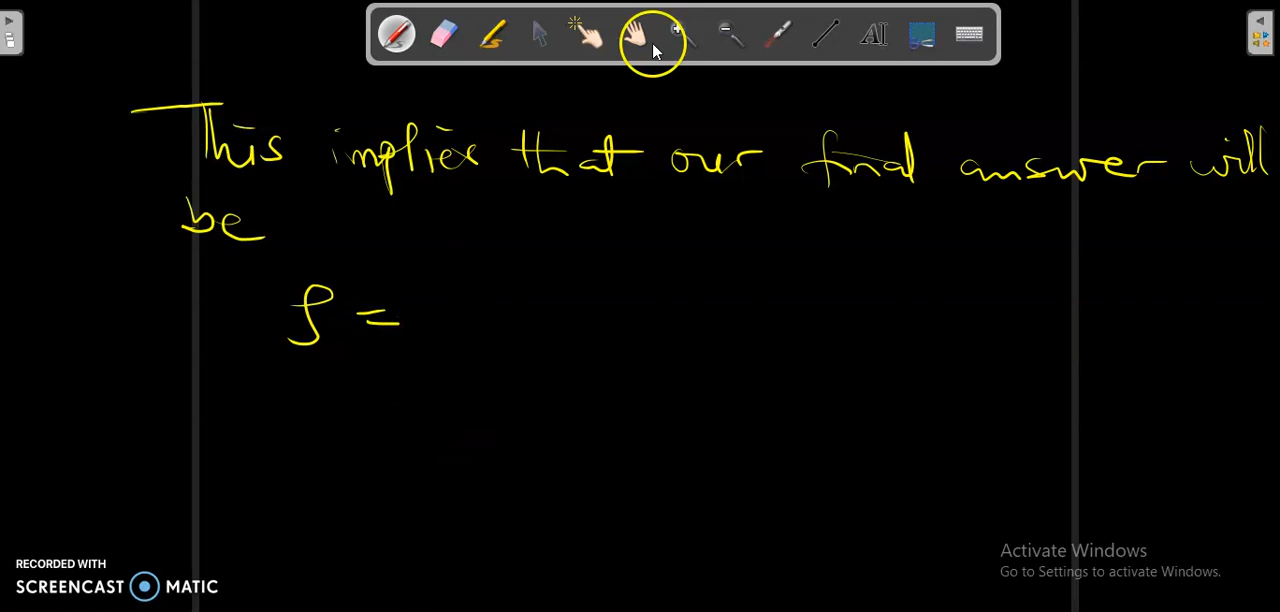 This implies that our final answer will
be
ρ =
Activate Windows
Go to Settings to activate Windows.
RECORDED WITH
SCREENCAST MATIC